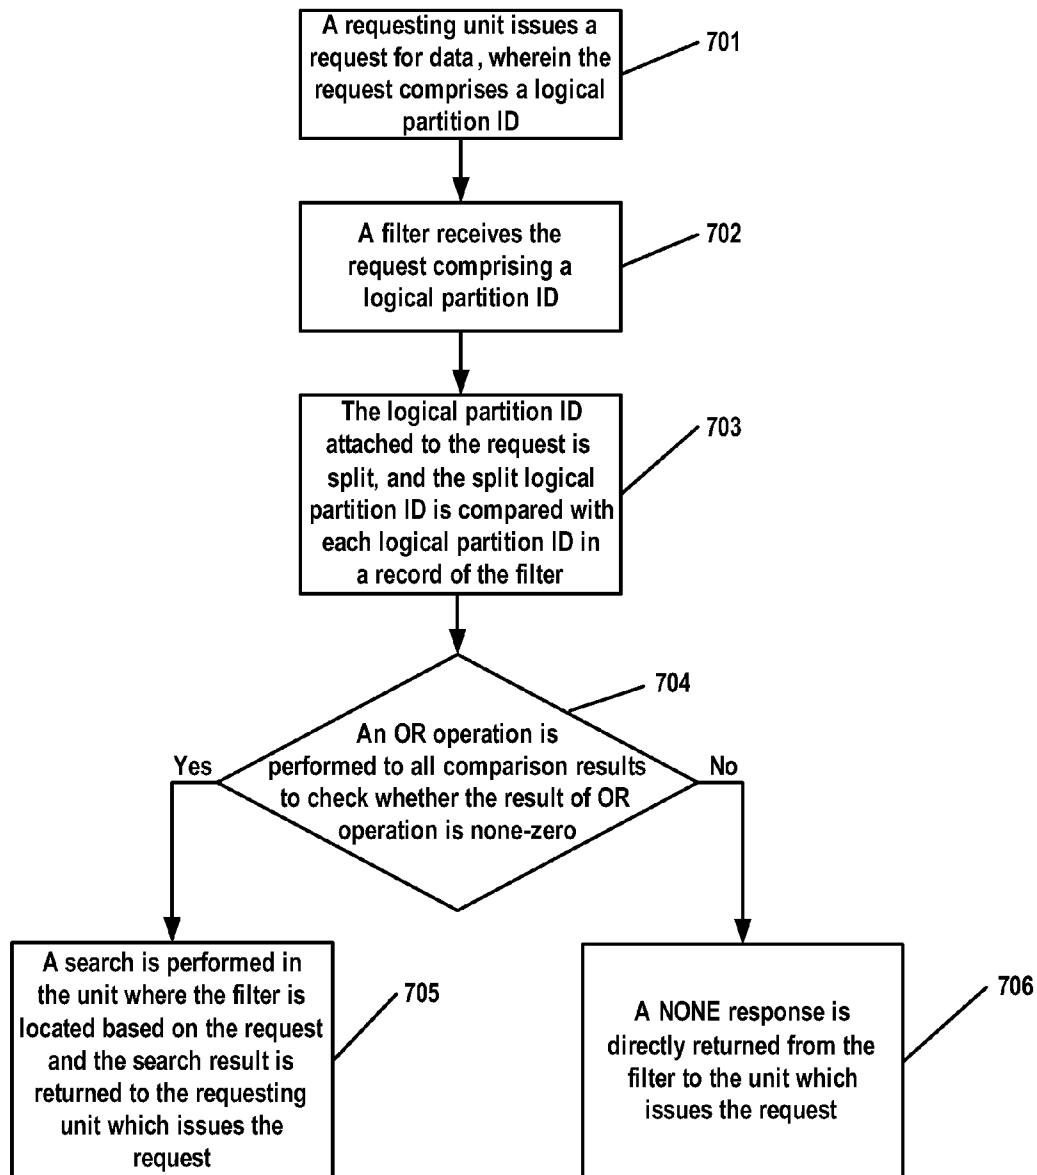 A requesting unit issues a
request for data, wherein the
request comprises a logical
partition ID
701
A filter receives the
request comprising a
logical partition ID
702
The logical partition ID
attached to the request is
split, and the split logical
partition ID is compared with
each logical partition ID in
a record of the filter
703
704
An OR operation is
performed to all comparison results
to check whether the result of OR
operation is none-zero
Yes
No
A search is performed in
the unit where the filter is
located based on the request
and the search result is
returned to the requesting
unit which issues the
request
705
A NONE response is
directly returned from the
filter to the unit which
issues the request
706